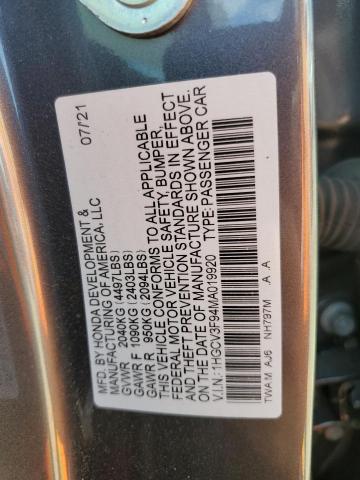 MFD. BY HONDA DEVELOPMENT & 07/21
MANUFACTURING OF AMERICA, LLC
GVWR 2040KG (4497LBS)
GAWR F 1090KG (2403LBS)
GAWR R 950KG (2094LBS)
THIS VEHICLE CONFORMS TO ALL APPLICABLE
FEDERAL MOTOR VEHICLE SAFETY, BUMPER,
AND THEFT PREVENTION STANDARDS IN EFFECT
ON THE DATE OF MANUFACTURE SHOWN ABOVE.
V.I.N.: 1HGCV3F94MA019920 TYPE: PASSENGER CAR
TWA M AJ6 NH797M .A .A